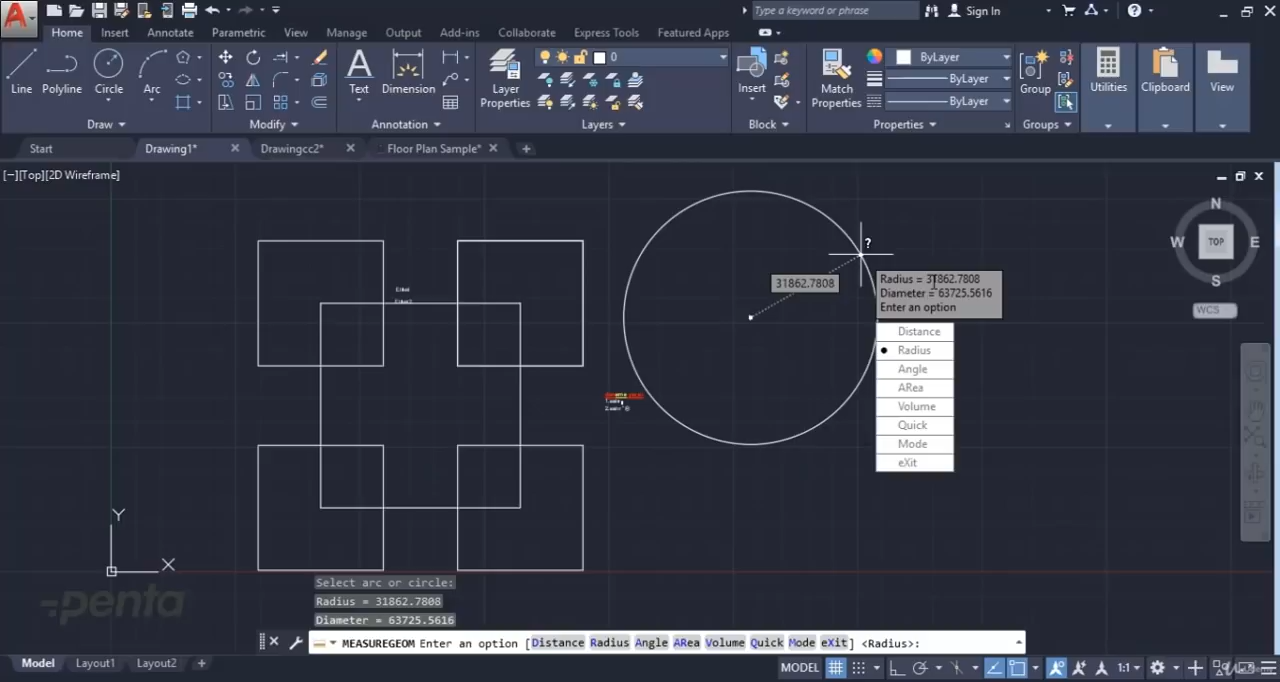 Type a keyword or phrase
Sign In
Home
Insert
Annotate
Parametric
View
Manage
Output
Add-ins
Collaborate
Express Tools
Featured Apps
0
ByLayer
ByLayer
ByLayer
Line
Polyline
Circle
Arc
Text
Dimension
Layer
Properties
Insert
Match
Properties
Group
Utilities
Clipboard
View
Draw
Modify
Annotation
Layers
Block
Properties
Groups
Start
Drawing1*
Drawingcc2*
Floor Plan Sample*
[−][Top][2D Wireframe]
N
W
TOP
E
S
WCS
?
31862.7808
Radius = 31862.7808
Diameter = 63725.5616
Enter an option
Distance
Radius
Angle
ARea
Volume
Quick
Mode
eXit
Y
X
penta
Select arc or circle:
Radius = 31862.7808
Diameter = 63725.5616
MEASUREGEOM Enter an option [Distance Radius Angle ARea Volume Quick Mode eXit] <Radius>:
Model
Layout1
Layout2
MODEL
1:1